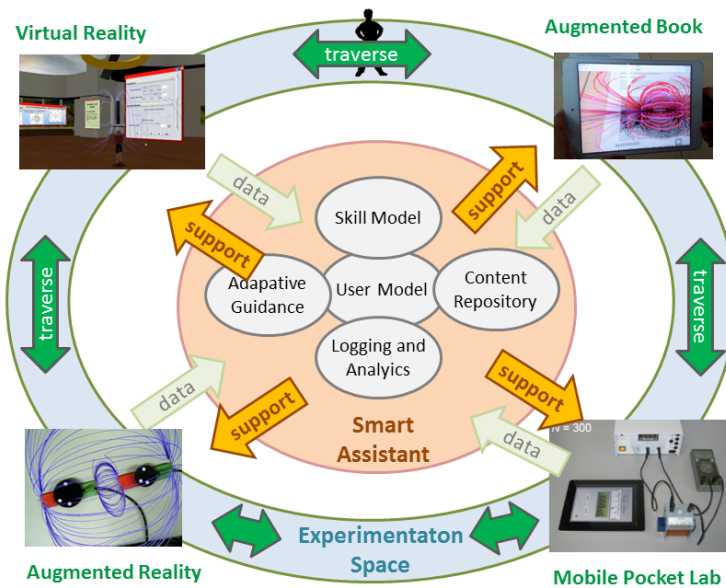 Virtual Reality
Augmented Book
traverse
data
support
support
data
Skill Model
Adapative
Guidance
User Model
Content
Repository
Logging and
Analyics
traverse
traverse
data
support
support
data
Smart
Assistant
N = 300
Experimentaton
Space
Augmented Reality
Mobile Pocket Lab